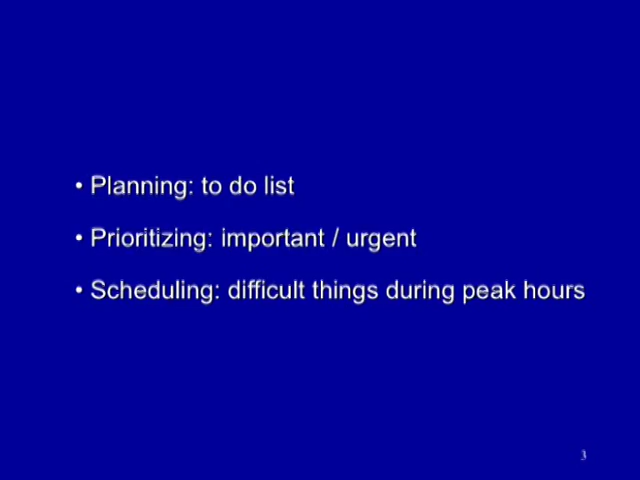 • Planning: to do list
• Prioritizing: important / urgent
• Scheduling: difficult things during peak hours
3